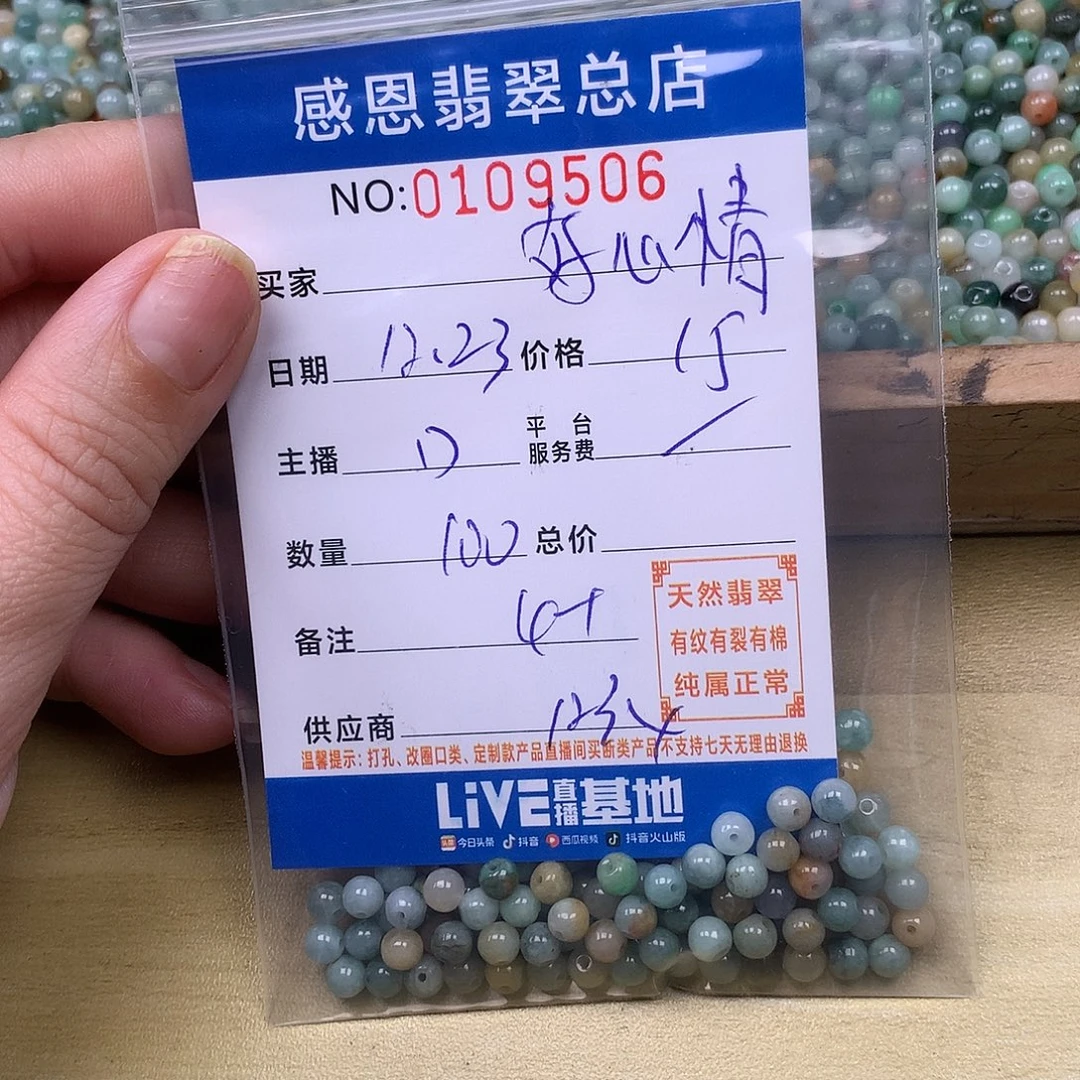 感恩翡翠总店
NO:0109506
买家 好心情
日期 12.23 价格
主播 D 平台服务费 /
数量 100 总价
备注 4+
供应商
天然翡翠
有纹有裂有棉
纯属正常
温馨提示：打孔、改圈口类、定制款产品直播间买断类产品不支持七天无理由退换
LiVE直播基地
头条 今日头条 抖音 西瓜视频 抖音火山版